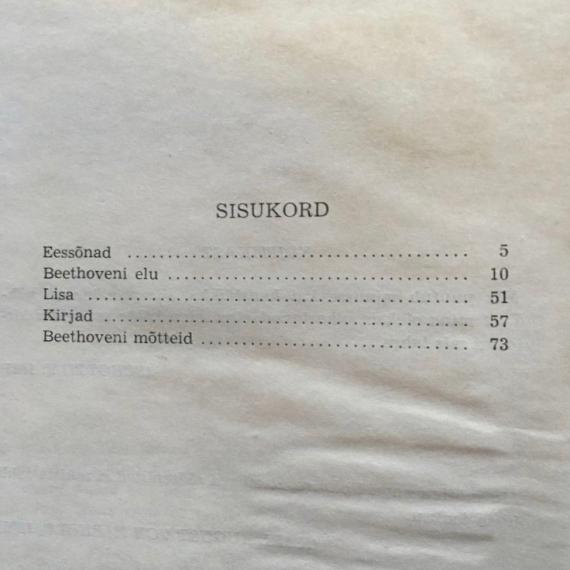 SISUKORD
Eessõnad ........................................ 5
Beethoveni elu ................................ 10
Lisa ........................................ 51
Kirjad ........................................ 57
Beethoveni mõtteid ............................ 73